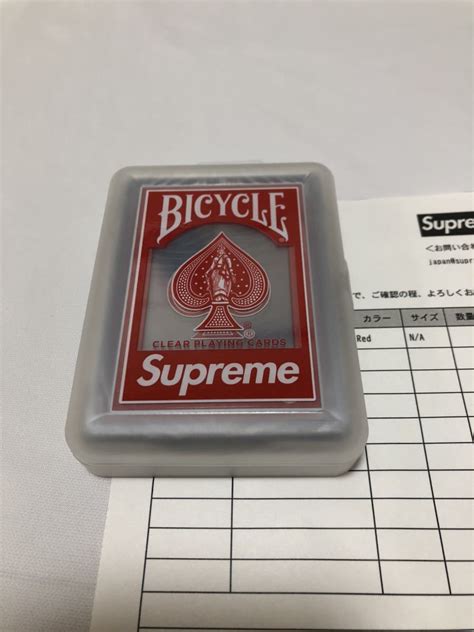 BICYCLE
®
CLEAR PLAYING CARDS
Supreme
Supre
<お問い合
japan@supr
で、ご確認の程、よろしくお
カラー サイズ 数量
Red N/A